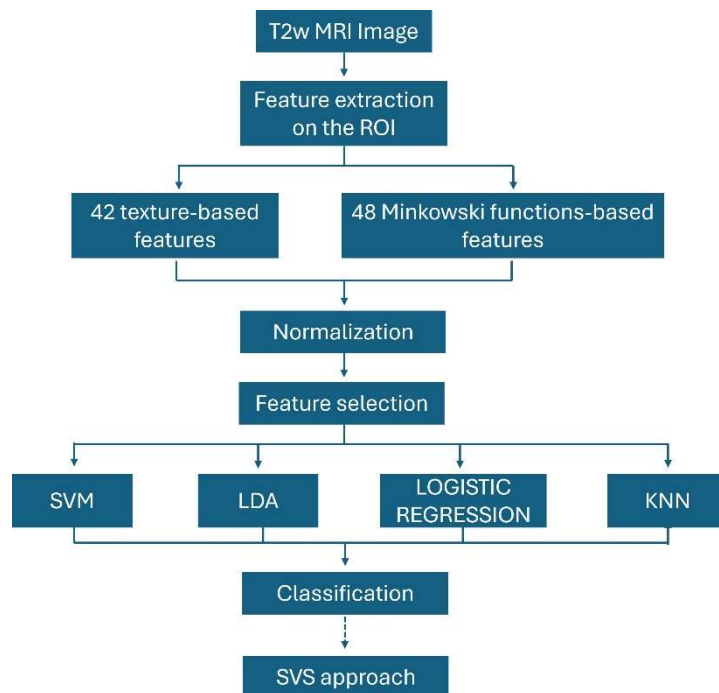 T2w MRI Image
Feature extraction
on the ROI
42 texture-based
features
48 Minkowski functions-based
features
Normalization
Feature selection
SVM
LDA
LOGISTIC
REGRESSION
KNN
Classification
SVS approach